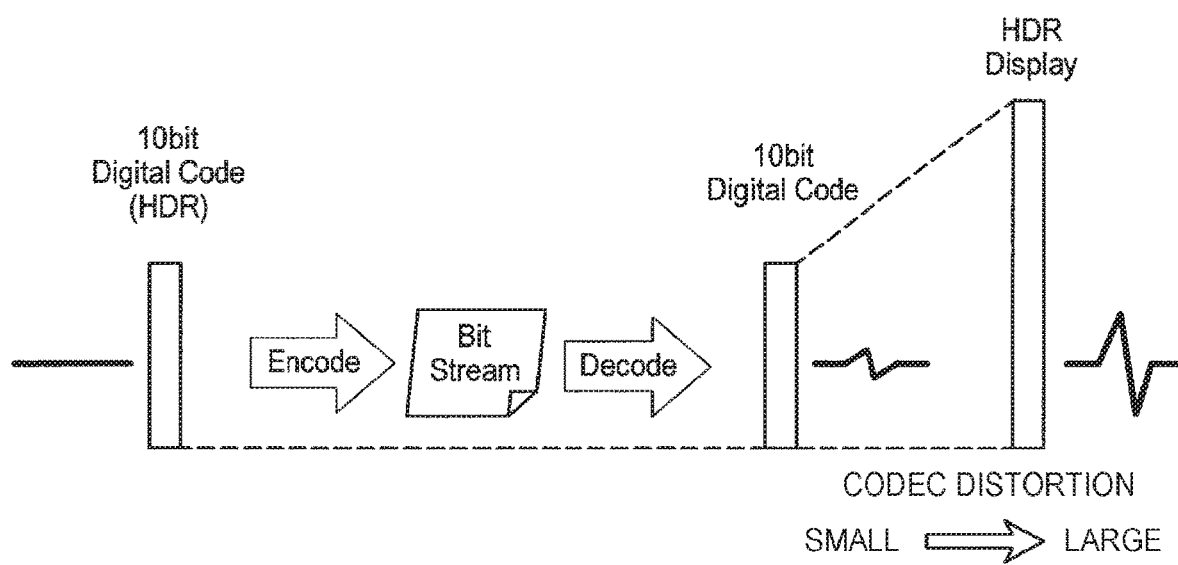 HDR
Display
10bit
Digital Code
(HDR)
10bit
Digital Code
Encode
Bit
Stream
Decode
CODEC DISTORTION
SMALL
LARGE